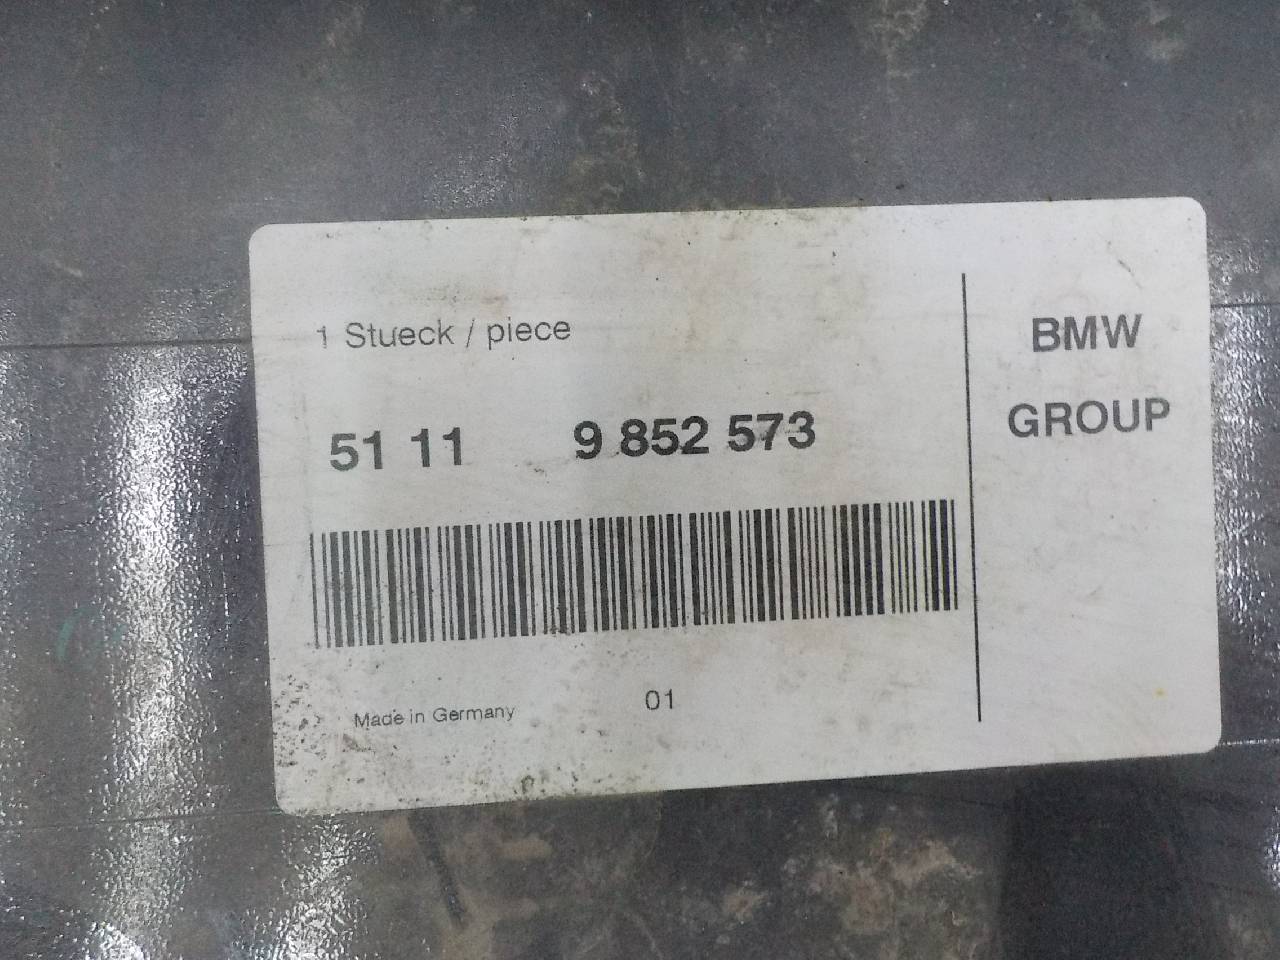 1 Stueck / piece
51 11 9 852 573
Made in Germany
01
BMW
GROUP